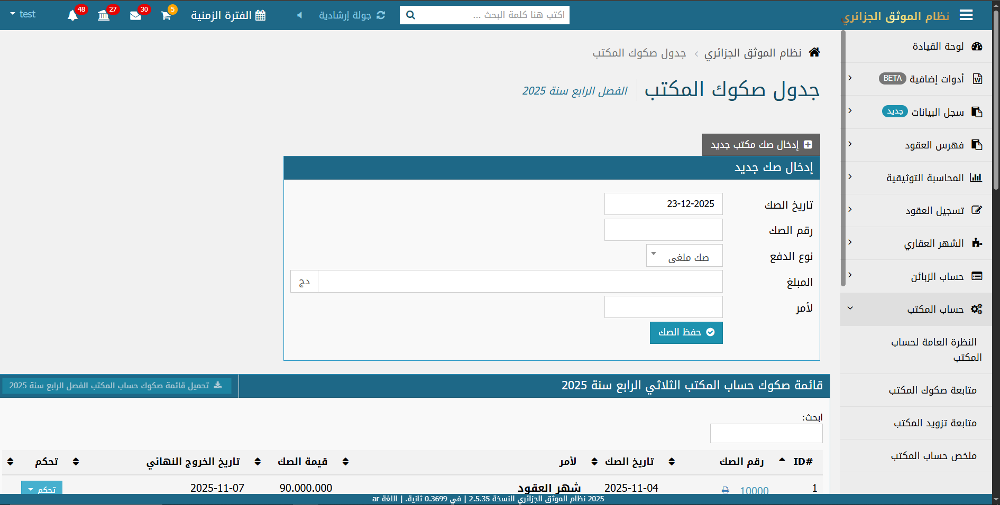 نظام الموثق الجزائري
اكتب هنا كلمة البحث ...
جولة إرشادية
الفترة الزمنية
5
30
27
48
test
لوحة القيادة
أدوات إضافية BETA
سجل البيانات جديد
فهرس العقود
المحاسبة التوثيقية
تسجيل العقود
الشهر العقاري
حساب الزبائن
حساب المكتب
النظرة العامة لحساب
المكتب
متابعة صكوك المكتب
متابعة تزويد المكتب
ملخص حساب المكتب
نظام الموثق الجزائري › جدول صكوك المكتب
جدول صكوك المكتب الفصل الرابع سنة 2025
إدخال صك مكتب جديد
إدخال صك جديد
تاريخ الصك 23-12-2025
رقم الصك
نوع الدفع صك ملغى
المبلغ دج
لأمر
حفظ الصك
قائمة صكوك حساب المكتب الثلاثي الرابع سنة 2025
تحميل قائمة صكوك حساب المكتب الفصل الرابع سنة 2025
ابحث:
ID# رقم الصك تاريخ الصك لأمر قيمة الصك تاريخ الخروج النهائي تحكم
1 10000 2025-11-04 شهر العقود 90.000.000 2025-11-07 تحكم
2025 نظام الموثق الجزائري النسخة 2.5.35 | في 0.3699 ثانية. | اللغة ar